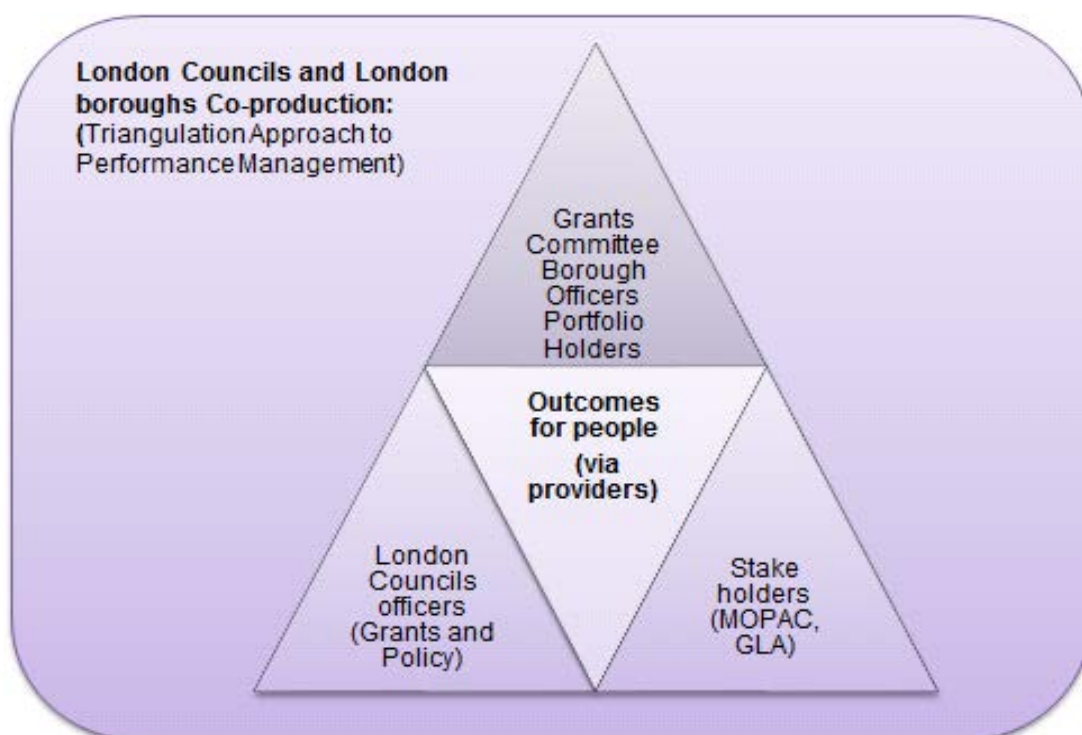 London Councils and London
boroughs Co-production:
(Triangulation Approach to
Performance Management)
Grants
Committee
Borough
Officers
Portfolio
Holders
Outcomes
for people
(via
providers)
London
Councils
officers
(Grants and
Policy)
Stake
holders
(MOPAC,
GLA)